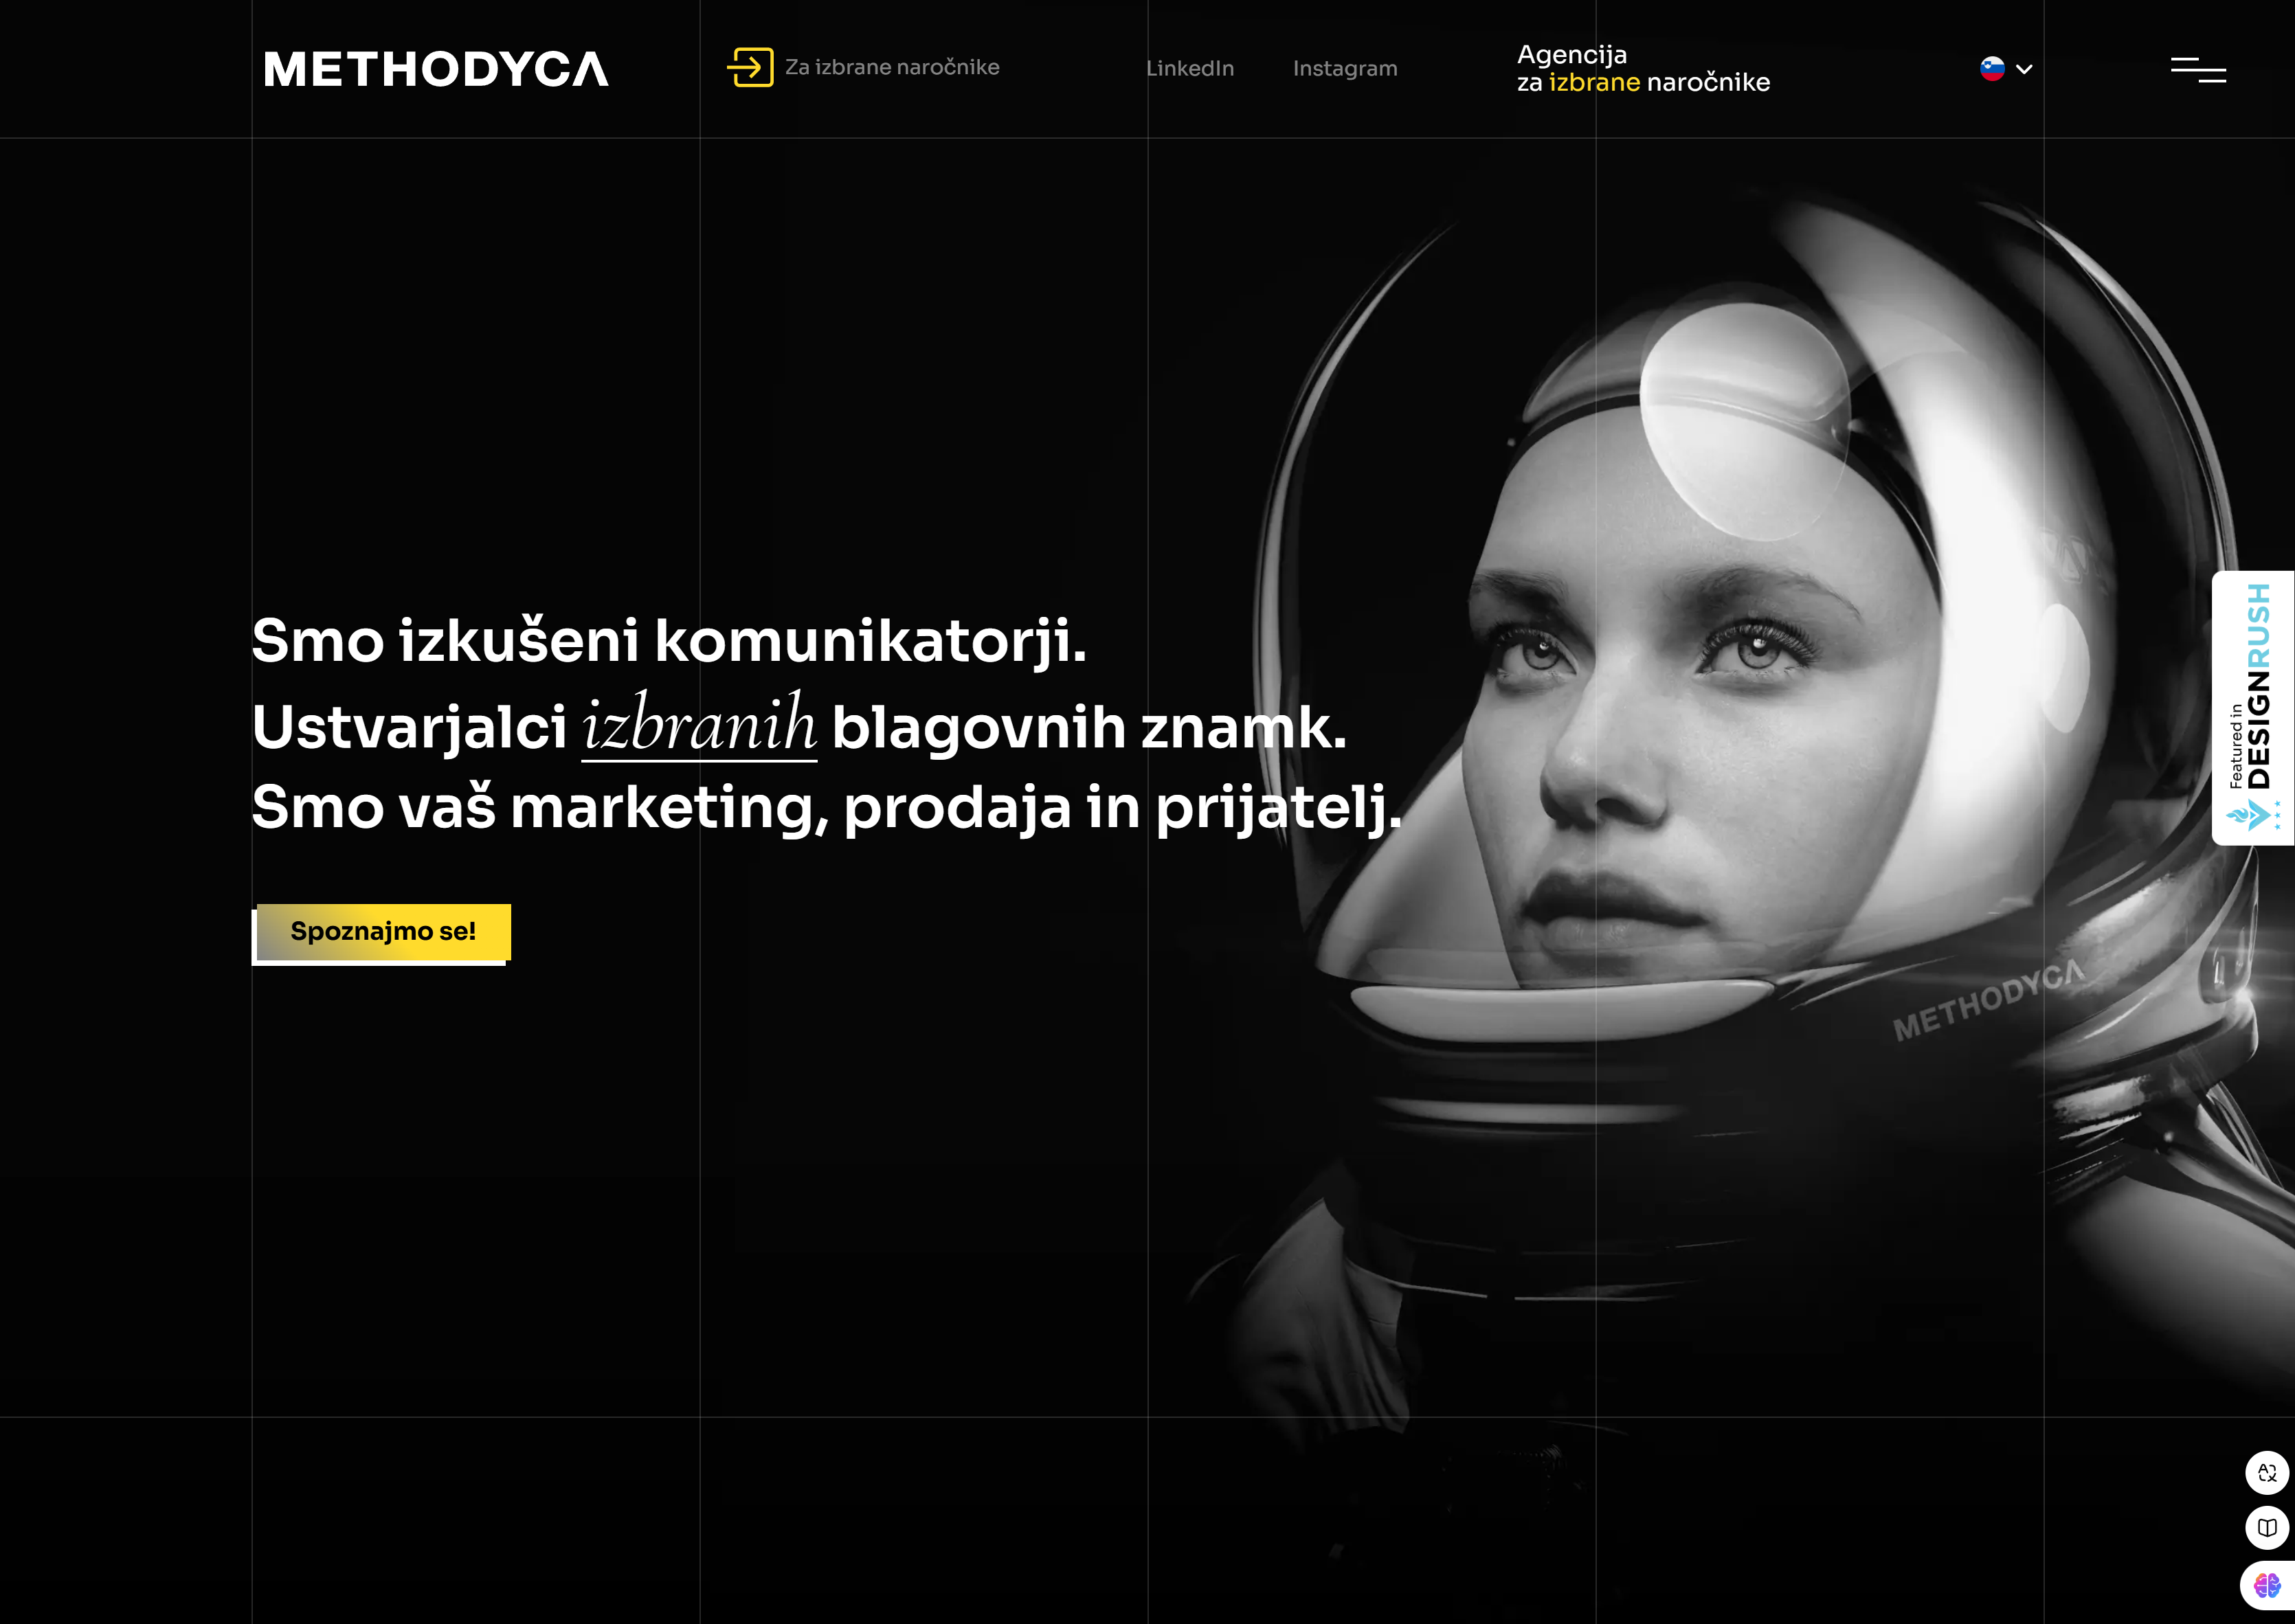 METHODYCA
Za izbrane naročnike
LinkedIn
Instagram
Agencija
za izbrane naročnike
Smo izkušeni komunikatorji.
Ustvarjalci izbranih blagovnih znamk.
Smo vaš marketing, prodaja in prijatelj.
Spoznajmo se!
Featured in
DESIGNRUSH
METHODYCA